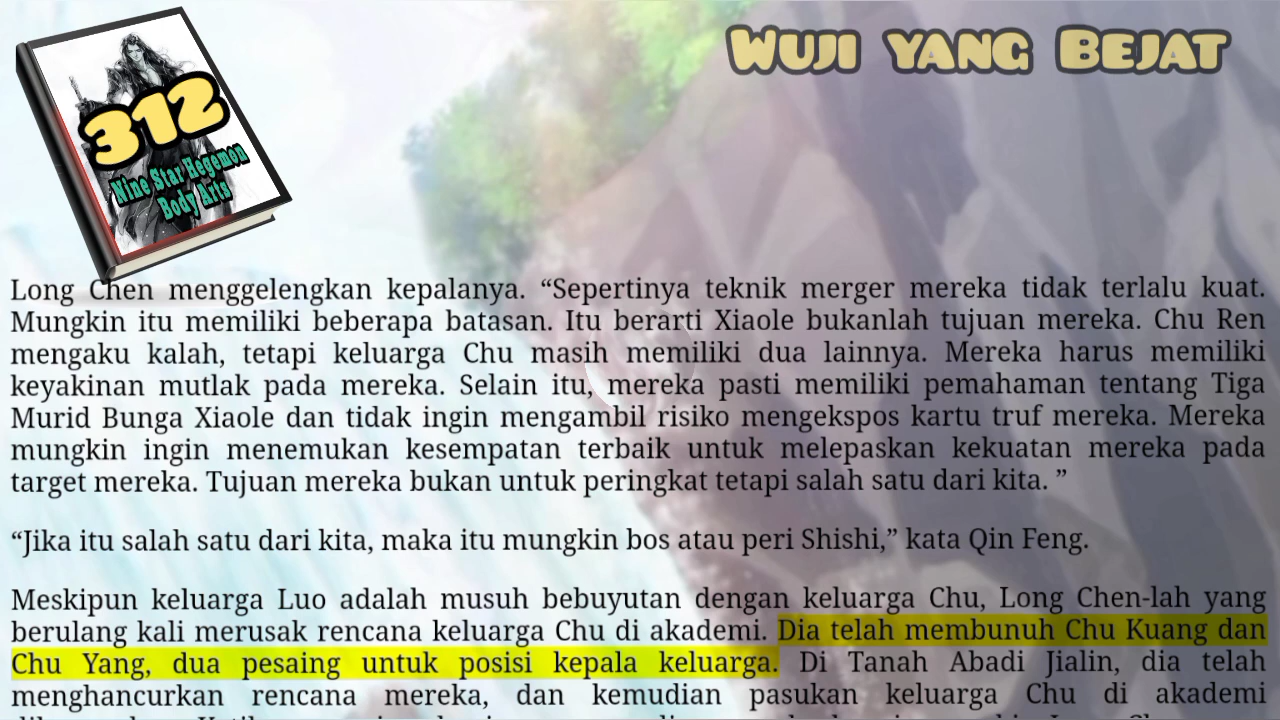 Wuji yang Bejat
312
Nine Star Hegemon
Body Arts
Long Chen menggelengkan kepalanya. “Sepertinya teknik merger mereka tidak terlalu kuat.
Mungkin itu memiliki beberapa batasan. Itu berarti Xiaole bukanlah tujuan mereka. Chu Ren
mengaku kalah, tetapi keluarga Chu masih memiliki dua lainnya. Mereka harus memiliki
keyakinan mutlak pada mereka. Selain itu, mereka pasti memiliki pemahaman tentang Tiga
Murid Bunga Xiaole dan tidak ingin mengambil risiko mengekspos kartu truf mereka. Mereka
mungkin ingin menemukan kesempatan terbaik untuk melepaskan kekuatan mereka pada
target mereka. Tujuan mereka bukan untuk peringkat tetapi salah satu dari kita. ”
“Jika itu salah satu dari kita, maka itu mungkin bos atau peri Shishi,” kata Qin Feng.
Meskipun keluarga Luo adalah musuh bebuyutan dengan keluarga Chu, Long Chen-lah yang
berulang kali merusak rencana keluarga Chu di akademi. Dia telah membunuh Chu Kuang dan
Chu Yang, dua pesaing untuk posisi kepala keluarga. Di Tanah Abadi Jialin, dia telah
menghancurkan rencana mereka, dan kemudian pasukan keluarga Chu di akademi